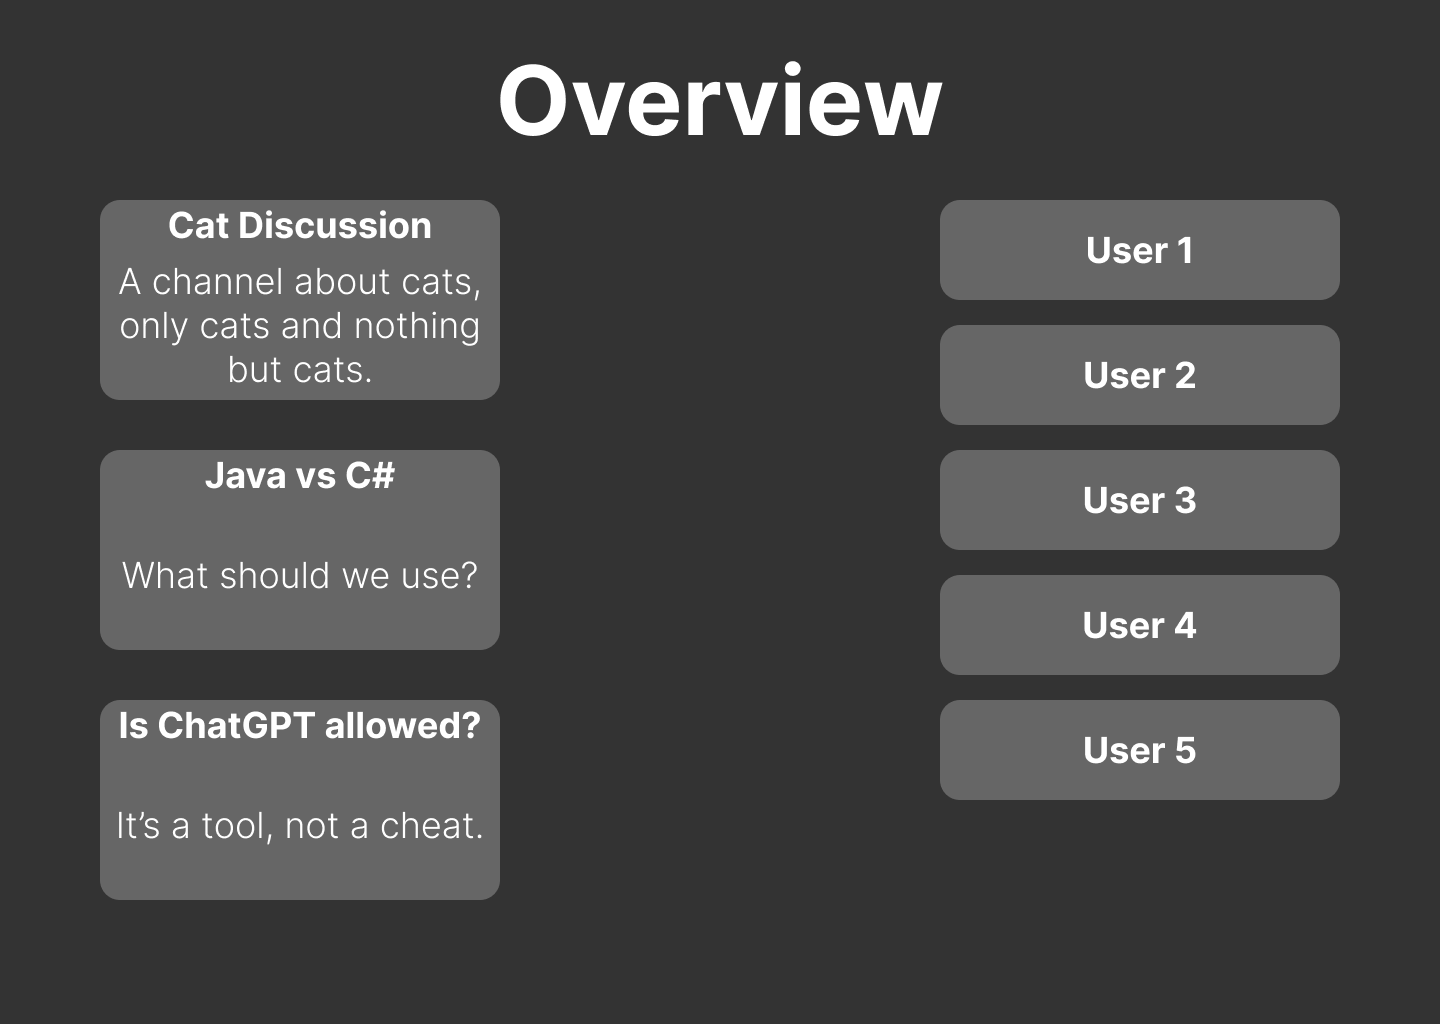 Overview
Cat Discussion
A channel about cats,
only cats and nothing
but cats.
Java vs C#
What should we use?
Is ChatGPT allowed?
It’s a tool, not a cheat.
User 1
User 2
User 3
User 4
User 5